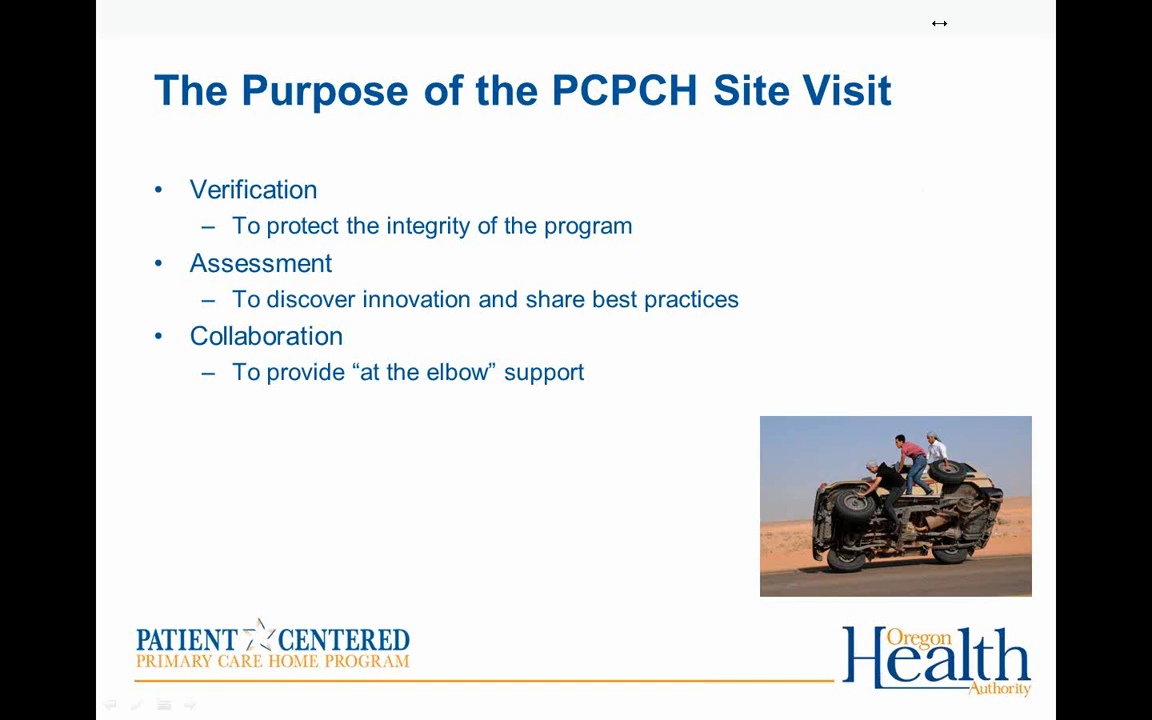 The Purpose of the PCPCH Site Visit
• Verification
– To protect the integrity of the program
• Assessment
– To discover innovation and share best practices
• Collaboration
– To provide “at the elbow” support
PATIENT CENTERED
PRIMARY CARE HOME PROGRAM
Oregon
Health
Authority